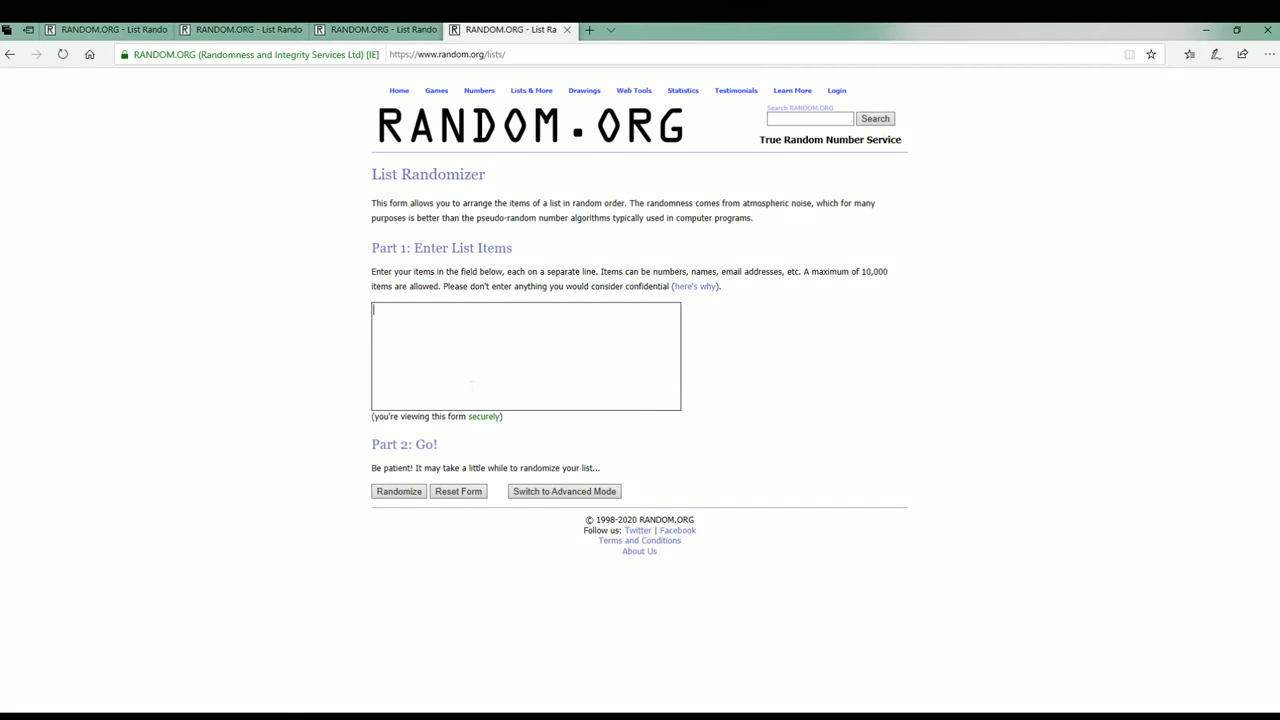 RANDOM.ORG - List Rando RANDOM.ORG - List Rando RANDOM.ORG - List Rando RANDOM.ORG - List Ra
RANDOM.ORG (Randomness and Integrity Services Ltd) [IE] https://www.random.org/lists/
Home Games Numbers Lists & More Drawings Web Tools Statistics Testimonials Learn More Login
RANDOM.ORG
Search RANDOM.ORG
Search
True Random Number Service
List Randomizer
This form allows you to arrange the items of a list in random order. The randomness comes from atmospheric noise, which for many
purposes is better than the pseudo-random number algorithms typically used in computer programs.
Part 1: Enter List Items
Enter your items in the field below, each on a separate line. Items can be numbers, names, email addresses, etc. A maximum of 10,000
items are allowed. Please don't enter anything you would consider confidential (here's why).
(you're viewing this form securely)
Part 2: Go!
Be patient! It may take a little while to randomize your list...
Randomize Reset Form Switch to Advanced Mode
© 1998-2020 RANDOM.ORG
Follow us: Twitter | Facebook
Terms and Conditions
About Us